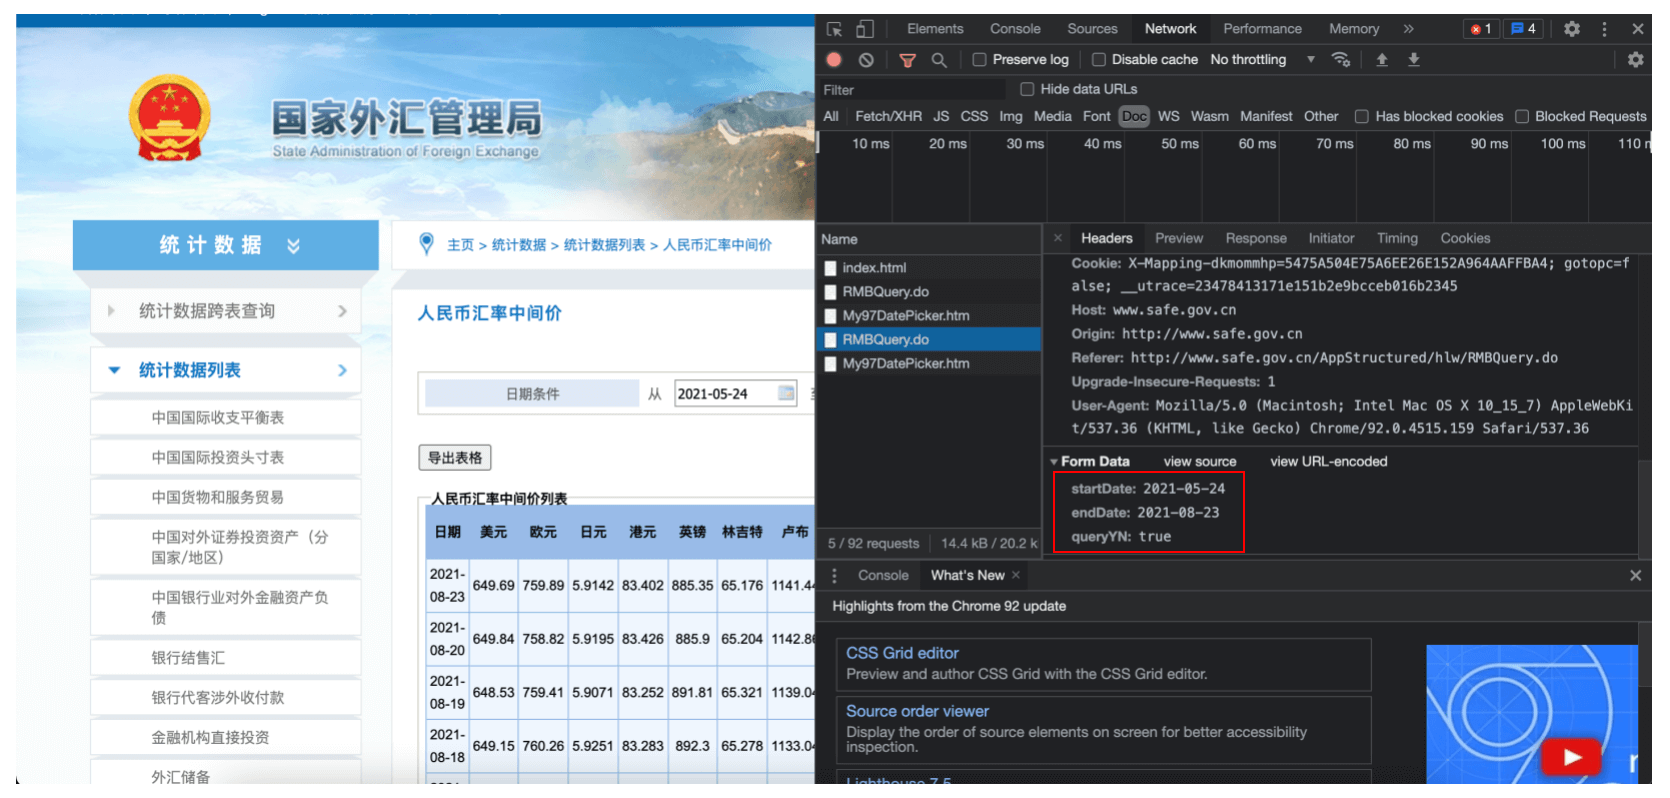 国家外汇管理局
State Administration of Foreign Exchange
统计数据
主页 > 统计数据 > 统计数据列表 > 人民币汇率中间价
统计数据跨表查询
统计数据列表
中国国际收支平衡表
中国国际投资头寸表
中国货物和服务贸易
中国对外证券投资资产（分
国家/地区）
中国银行业对外金融资产负
债
银行结售汇
银行代客涉外收付款
金融机构直接投资
外汇储备
人民币汇率中间价
日期条件 从 2021-05-24
导出表格
人民币汇率中间价列表
日期 美元 欧元 日元 港元 英镑 林吉特 卢布
2021-
08-23 649.69 759.89 5.9142 83.402 885.35 65.176 1141.44
2021-
08-20 649.84 758.82 5.9195 83.426 885.9 65.204 1142.86
2021-
08-19 648.53 759.41 5.9071 83.252 891.81 65.321 1139.04
2021-
08-18 649.15 760.26 5.9251 83.283 892.3 65.278 1133.04
Elements Console Sources Network Performance Memory » 1 4
Preserve log Disable cache No throttling
Filter Hide data URLs
All Fetch/XHR JS CSS Img Media Font Doc WS Wasm Manifest Other Has blocked cookies Blocked Requests
10 ms 20 ms 30 ms 40 ms 50 ms 60 ms 70 ms 80 ms 90 ms 100 ms 110
Name
index.html
RMBQuery.do
My97DatePicker.htm
RMBQuery.do
My97DatePicker.htm
5 / 92 requests 14.4 kB / 20.2 k
× Headers Preview Response Initiator Timing Cookies
Cookie: X-Mapping-dkmommhp=5475A504E75A6EE26E152A964AAFFBA4; gotopc=f
alse; __utrace=23478413171e151b2e9bcceb016b2345
Host: www.safe.gov.cn
Origin: http://www.safe.gov.cn
Referer: http://www.safe.gov.cn/AppStructured/hlw/RMBQuery.do
Upgrade-Insecure-Requests: 1
User-Agent: Mozilla/5.0 (Macintosh; Intel Mac OS X 10_15_7) AppleWebKi
t/537.36 (KHTML, like Gecko) Chrome/92.0.4515.159 Safari/537.36
Form Data view source view URL-encoded
startDate: 2021-05-24
endDate: 2021-08-23
queryYN: true
Console What's New ×
Highlights from the Chrome 92 update
CSS Grid editor
Preview and author CSS Grid with the CSS Grid editor.
Source order viewer
Display the order of source elements on screen for better accessibility
inspection.
Lighthouse 7.5